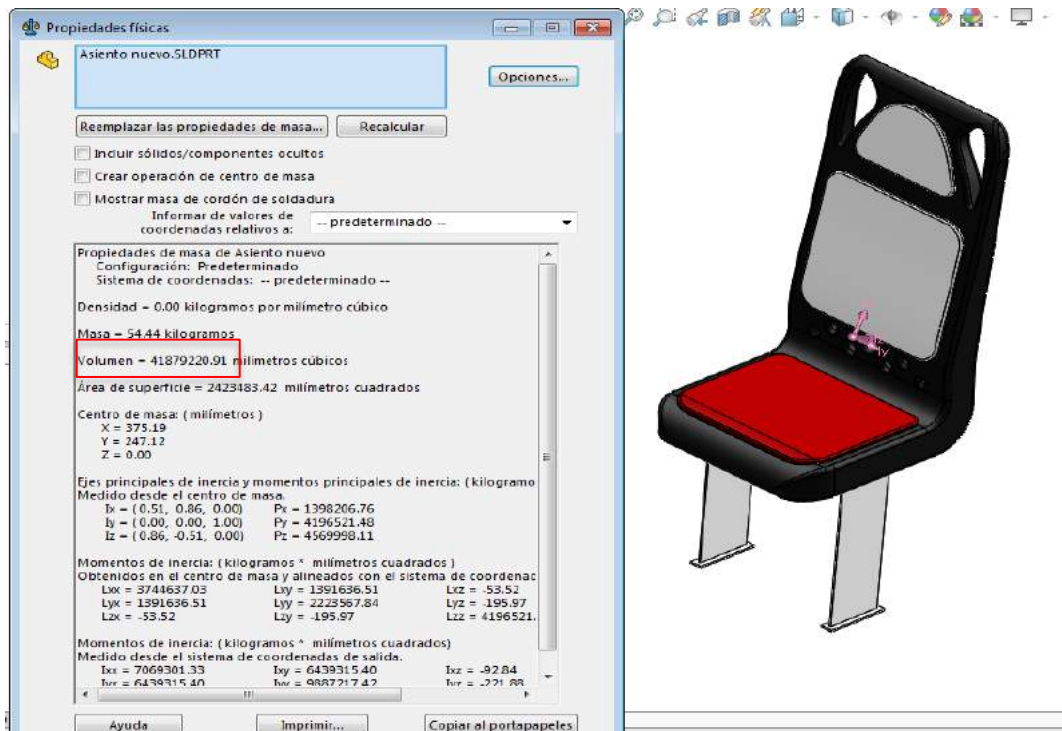 Propiedades físicas
Asiento nuevo.SLDPRT
Opciones...
Reemplazar las propiedades de masa... Recalcular
Incluir sólidos/componentes ocultos
Crear operación de centro de masa
Mostrar masa de cordón de soldadura
Informar de valores de
coordenadas relativos a: -- predeterminado --
Propiedades de masa de Asiento nuevo
Configuración: Predeterminado
Sistema de coordenadas: -- predeterminado --
Densidad = 0.00 kilogramos por milímetro cúbico
Masa = 54.44 kilogramos
Volumen = 41879220.91 milímetros cúbicos
Área de superficie = 2423483.42 milímetros cuadrados
Centro de masa: ( milímetros )
X = 375.19
Y = 247.12
Z = 0.00
Ejes principales de inercia y momentos principales de inercia: ( kilogramo
Medido desde el centro de masa.
Ix = ( 0.51, 0.86, 0.00) Px = 1398206.76
Iy = ( 0.00, 0.00, 1.00) Py = 4196521.48
Iz = ( 0.86, -0.51, 0.00) Pz = 4569998.11
Momentos de inercia: ( kilogramos * milímetros cuadrados )
Obtenidos en el centro de masa y alineados con el sistema de coordenac
Lxx = 3744637.03 Lxy = 1391636.51 Lxz = -53.52
Lyx = 1391636.51 Lyy = 2223567.84 Lyz = -195.97
Lzx = -53.52 Lzy = -195.97 Lzz = 4196521.
Momentos de inercia: ( kilogramos * milímetros cuadrados)
Medido desde el sistema de coordenadas de salida.
Ixx = 7069301.33 Ixy = 6439315.40 Ixz = -92.84
Iyx = 6439315.40 Iyy = 9887217.42 Iyz = -221.88
Ayuda Imprimir... Copiar al portapapeles